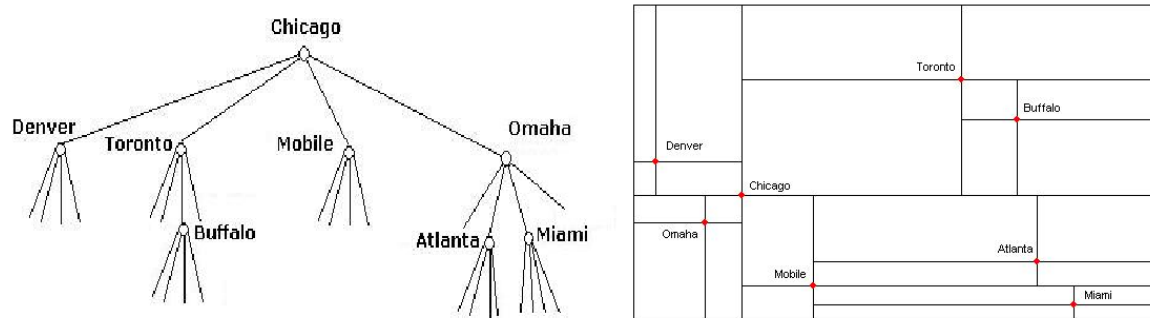 Chicago
Denver
Toronto
Mobile
Omaha
Buffalo
Atlanta
Miami
Toronto
Buffalo
Denver
Chicago
Omaha
Atlanta
Mobile
Miami